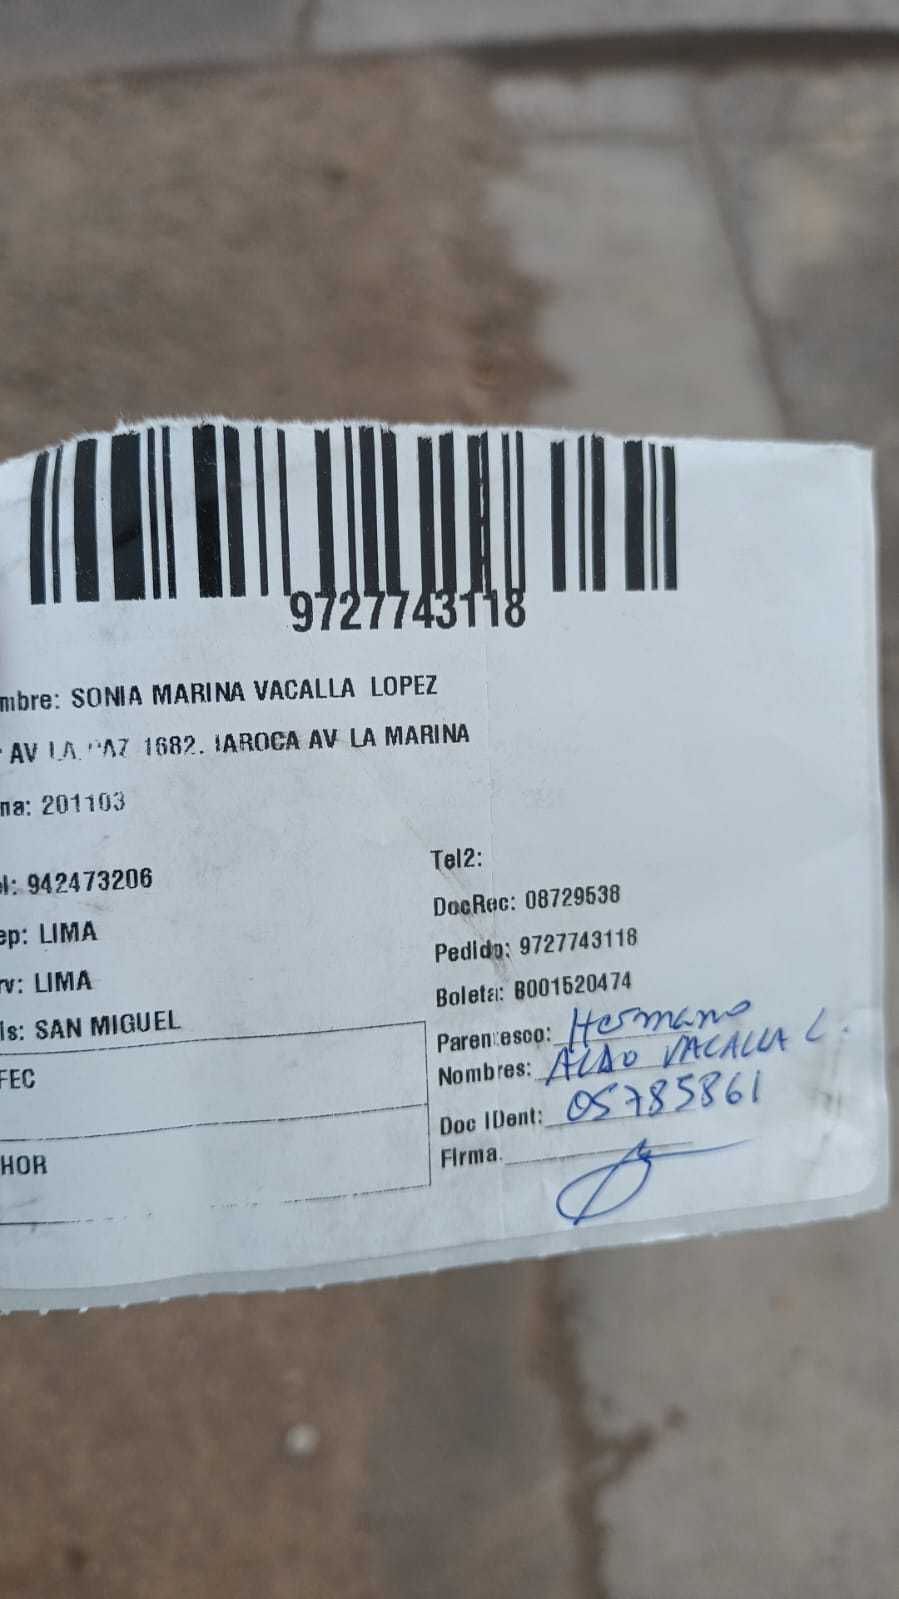 9727743118
mbre: SONIA MARINA VACALLA LOPEZ
AV LA PAZ 1682. IAROCA AV LA MARINA
na: 201103
l: 942473206
Tel2:
ep: LIMA
DocRec: 08729538
rv: LIMA
Pedido: 9727743118
is: SAN MIGUEL
Boleta: B001520474
FEC
Parentesco: Hermano
Nombres: ALDO VACALLA L.
HOR
Doc IDent: 05785861
Firma.